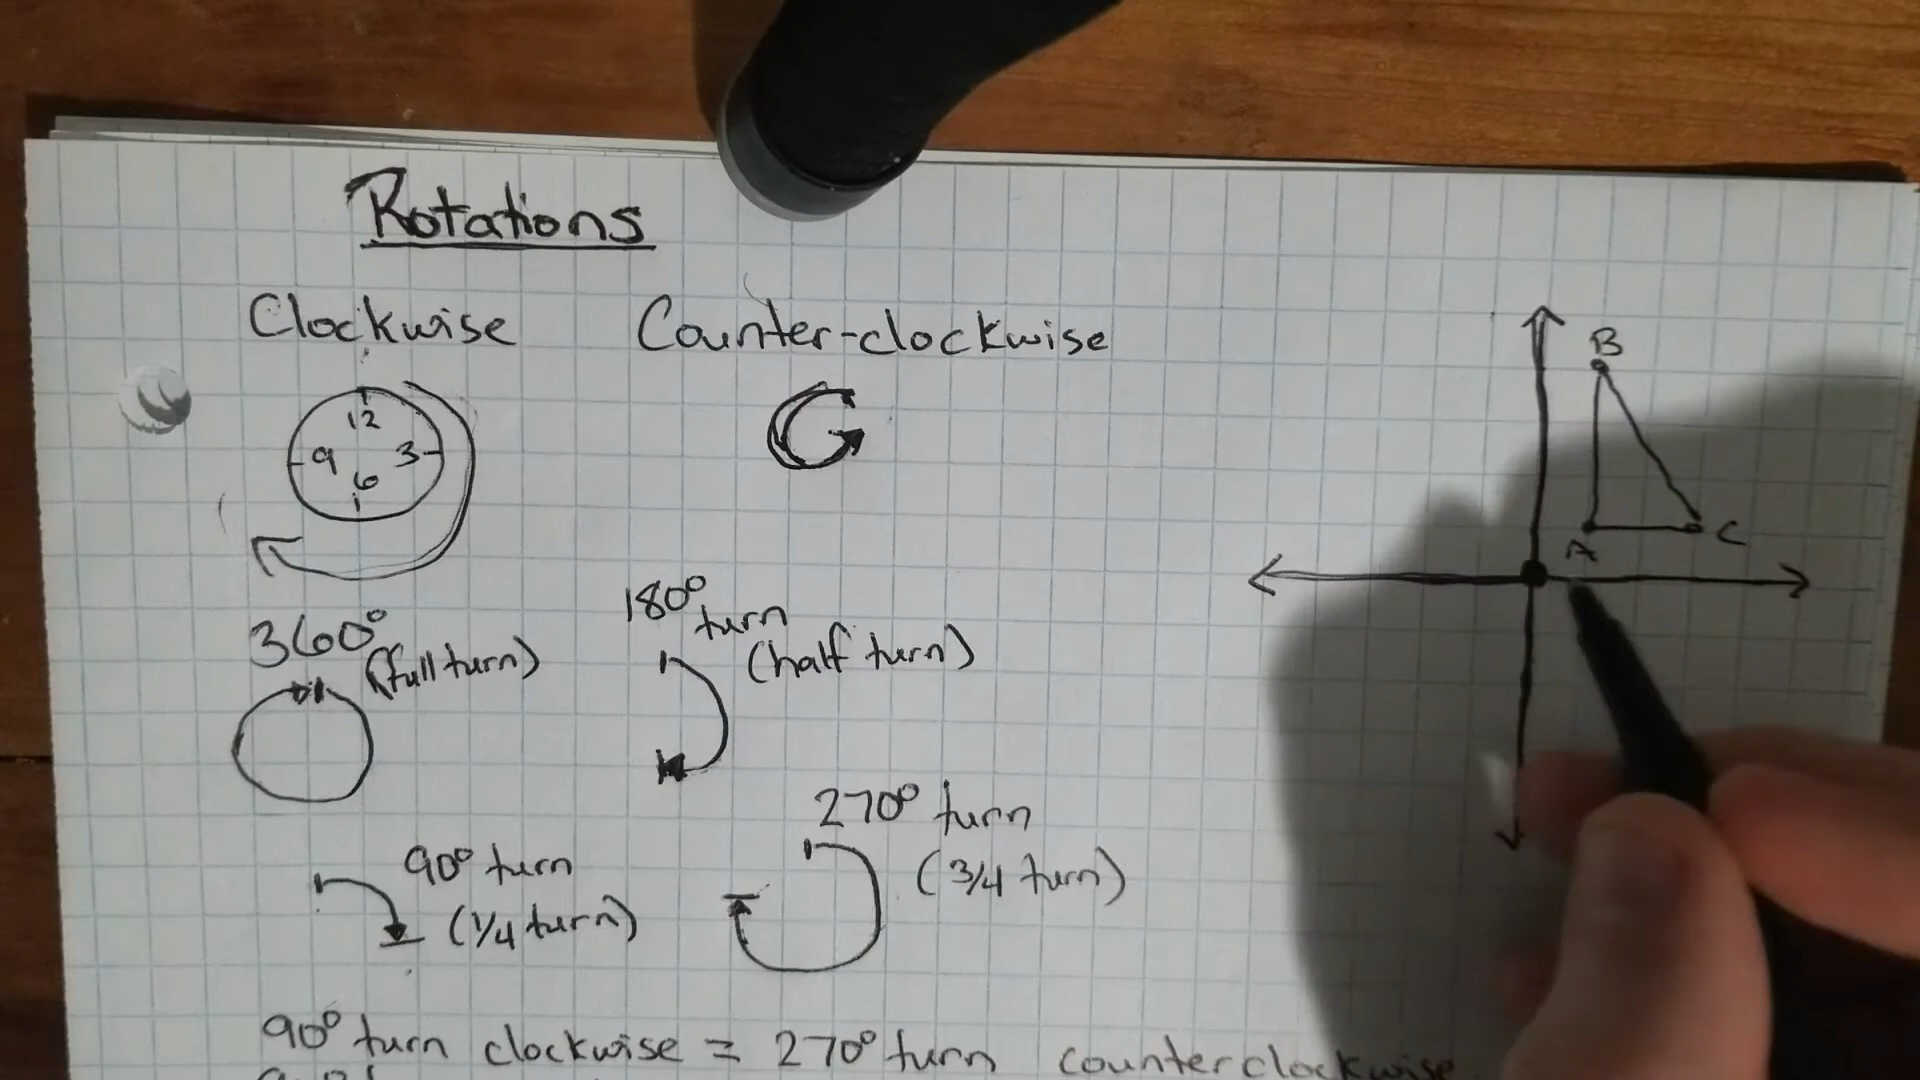 Rotations
Clockwise
Counter-clockwise
12
9 3
6
360°
(full turn)
180°
turn
(half turn)
90° turn
(1/4 turn)
270° turn
(3/4 turn)
90° turn clockwise = 270° turn counterclockwise
B
A
C